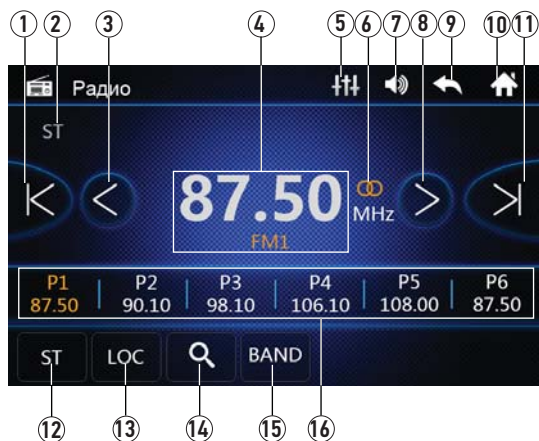 1 2 3 4 5 6 7 8 9 10 11
Радио
ST
87.50 MHz
FM1
P1 P2 P3 P4 P5 P6
87.50 90.10 98.10 106.10 108.00 87.50
ST LOC BAND
12 13 14 15 16